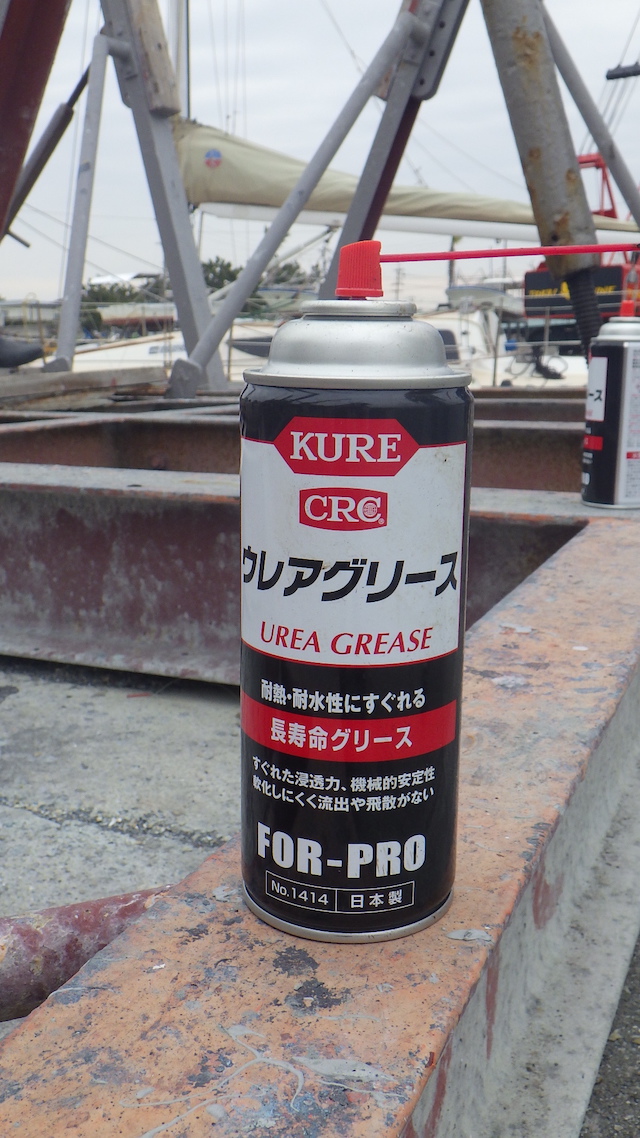 KURE
CRC
ウレアグリース
UREA GREASE
耐熱・耐水性にすぐれる
長寿命グリース
すぐれた浸透力、機械的安定性
軟化しにくく流出や飛散がない
FOR-PRO
No.1414 日本製
ース